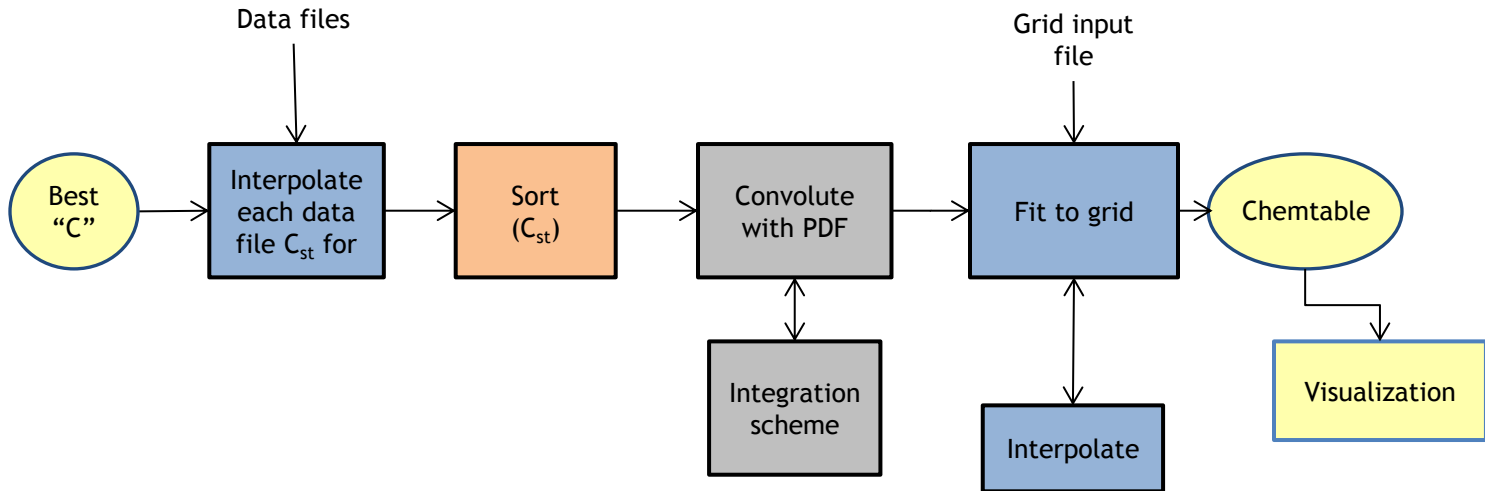 Data files
Grid input
file
Best
“C”
Interpolate
each data
file Cst for
Sort
(Cst)
Convolute
with PDF
Fit to grid
Chemtable
Integration
scheme
Interpolate
Visualization